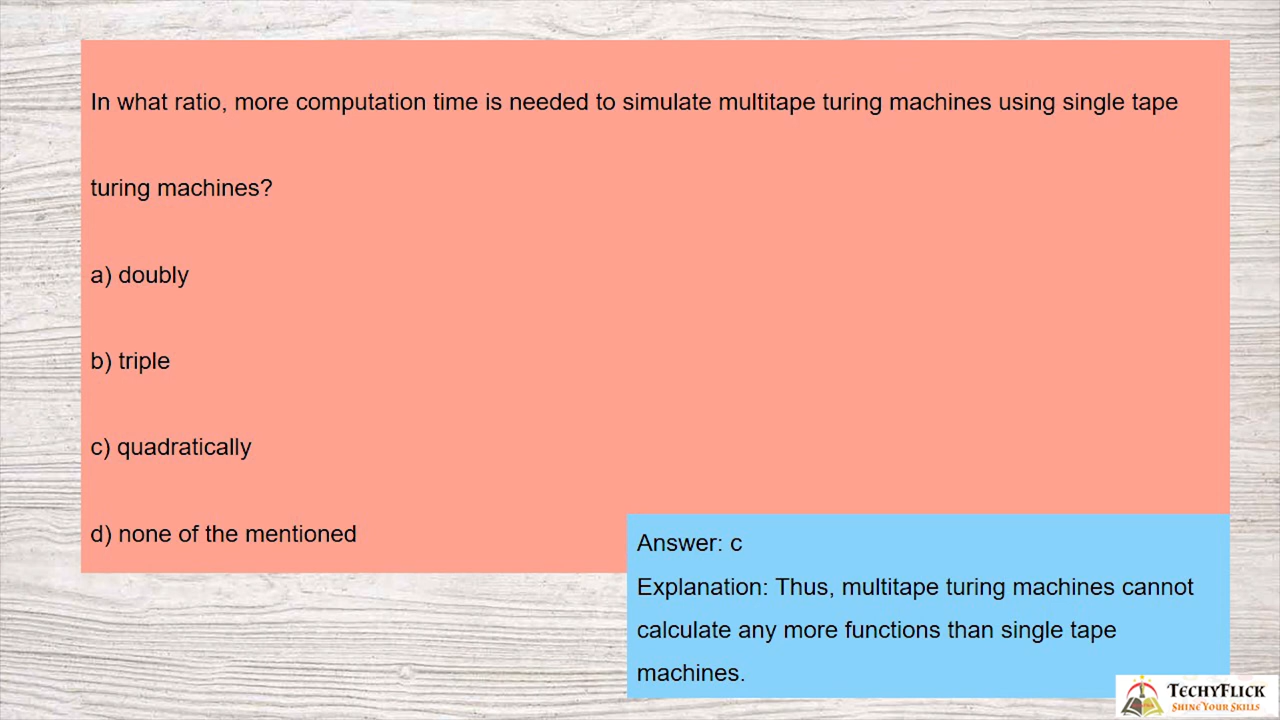 In what ratio, more computation time is needed to simulate multitape turing machines using single tape
turing machines?
a) doubly
b) triple
c) quadratically
d) none of the mentioned
Answer: c
Explanation: Thus, multitape turing machines cannot
calculate any more functions than single tape
machines.
TECHYFLICK
SHINE YOUR SKILLS